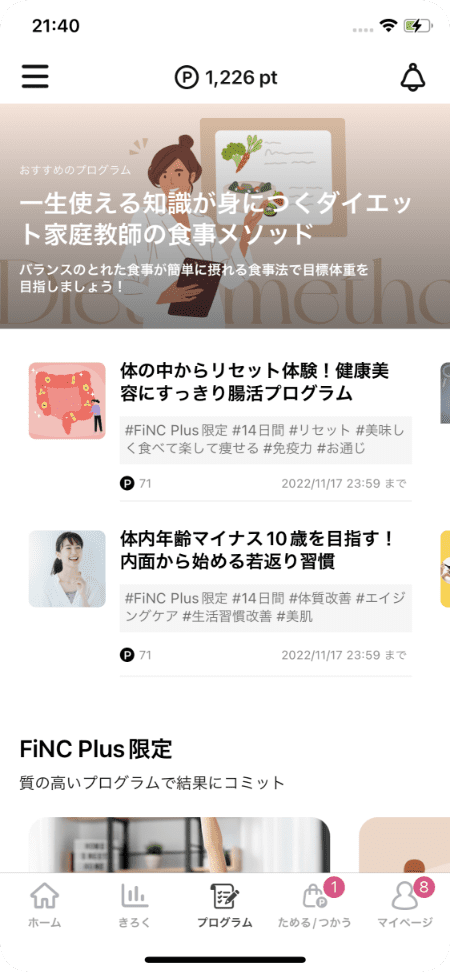 21:40
P 1,226 pt
おすすめのプログラム
一生使える知識が身につくダイエッ
ト家庭教師の食事メソッド
バランスのとれた食事が簡単に摂れる食事法で目標体重を
目指しましょう！
Diet method
体の中からリセット体験！健康美
容にすっきり腸活プログラム
#FiNC Plus限定 #14日間 #リセット #美味し
く食べて楽して痩せる #免疫力 #お通じ
P 71
2022/11/17 23:59 まで
体内年齢マイナス10歳を目指す！
内面から始める若返り習慣
#FiNC Plus限定 #14日間 #体質改善 #エイジ
ングケア #生活習慣改善 #美肌
P 71
2022/11/17 23:59 まで
FiNC Plus限定
質の高いプログラムで結果にコミット
1
8
ホーム
きろく
プログラム
ためる/つかう
マイページ